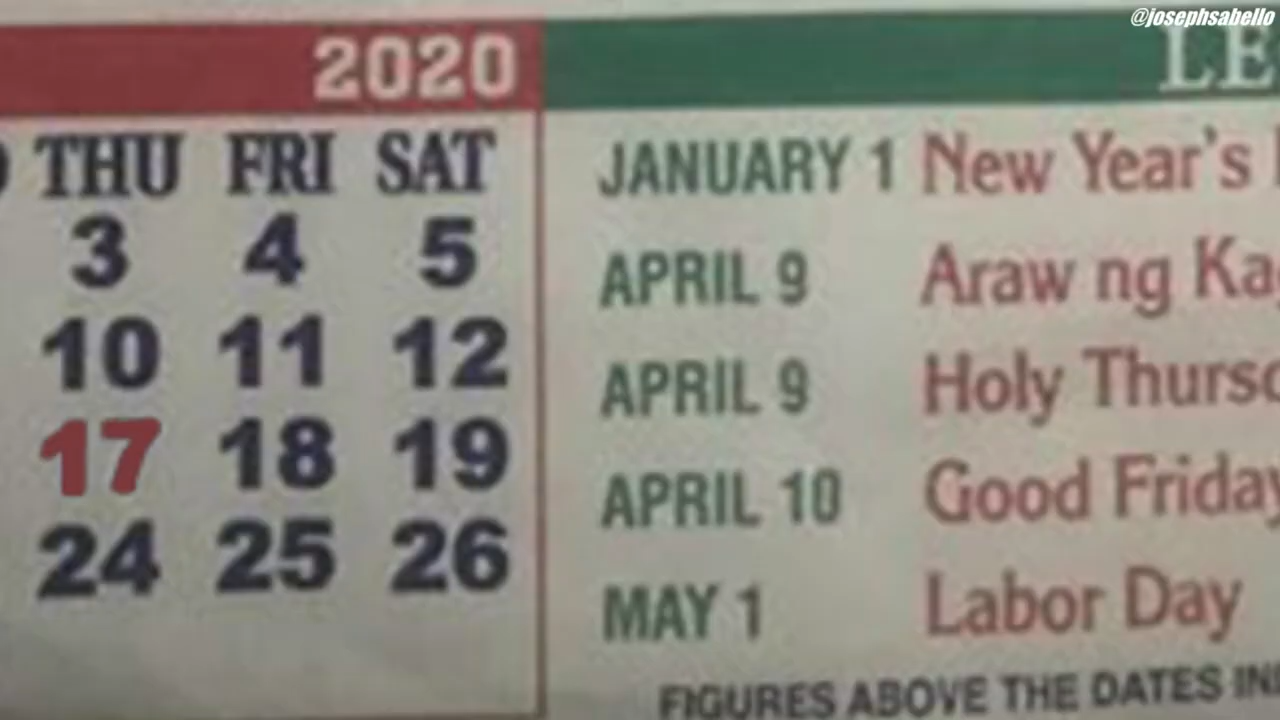 @josephsabello
2020
THU FRI SAT
3 4 5
10 11 12
17 18 19
24 25 26
LE
JANUARY 1 New Year's
APRIL 9 Araw ng
APRIL 9 Holy
APRIL 10 Good Friday
MAY 1 Labor Day
FIGURES ABOVE THE DATES